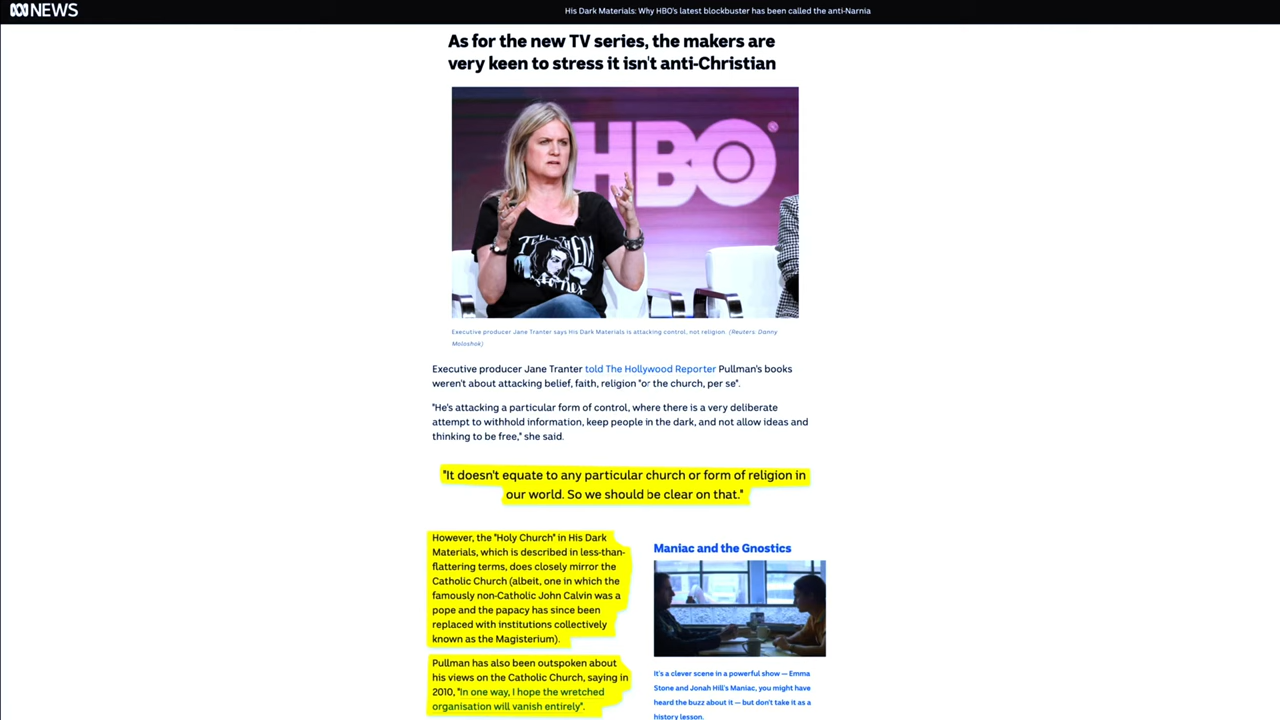 NEWS
His Dark Materials: Why HBO's latest blockbuster has been called the anti-Narnia
As for the new TV series, the makers are
very keen to stress it isn't anti-Christian
HBO
TELL THEM
stories
Executive producer Jane Tranter says His Dark Materials is attacking control, not religion. (Reuters: Danny
Moloshok)
Executive producer Jane Tranter told The Hollywood Reporter Pullman's books
weren't about attacking belief, faith, religion "or the church, per se".
"He's attacking a particular form of control, where there is a very deliberate
attempt to withhold information, keep people in the dark, and not allow ideas and
thinking to be free," she said.
"It doesn't equate to any particular church or form of religion in
our world. So we should be clear on that."
However, the "Holy Church" in His Dark
Materials, which is described in less-than-
flattering terms, does closely mirror the
Catholic Church (albeit, one in which the
famously non-Catholic John Calvin was a
pope and the papacy has since been
replaced with institutions collectively
known as the Magisterium).
Pullman has also been outspoken about
his views on the Catholic Church, saying in
2010, "In one way, I hope the wretched
organisation will vanish entirely".
Maniac and the Gnostics
It's a clever scene in a powerful show — Emma
Stone and Jonah Hill's Maniac, you might have
heard the buzz about it — but don't take it as a
history lesson.